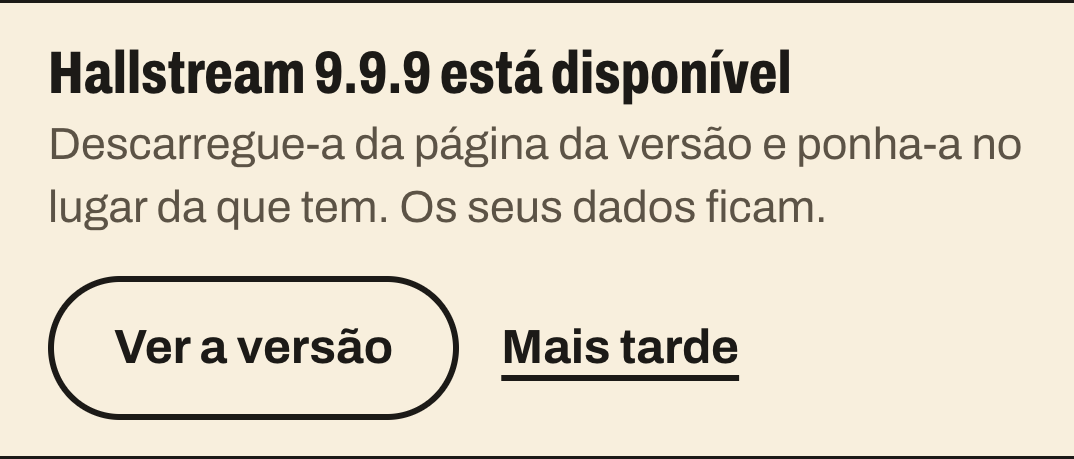 Hallstream 9.9.9 está disponível
Descarregue-a da página da versão e ponha-a no
lugar da que tem. Os seus dados ficam.
Ver a versão
Mais tarde